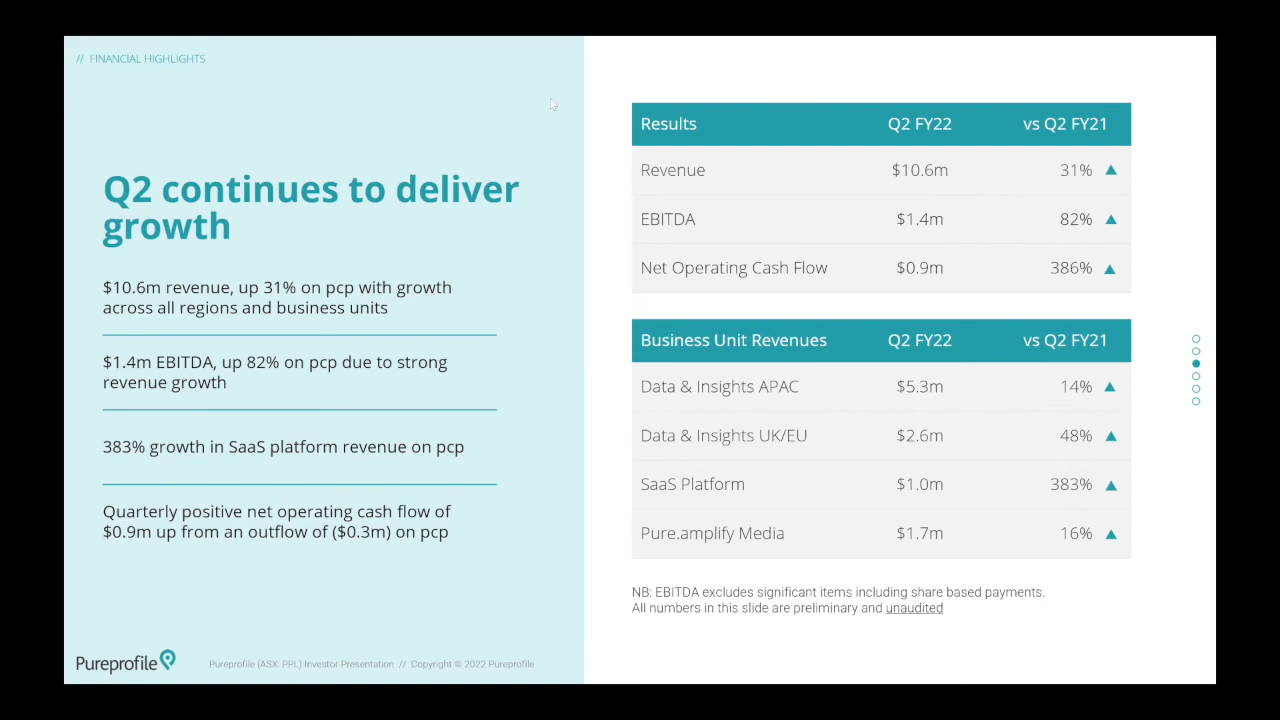 // FINANCIAL HIGHLIGHTS
Q2 continues to deliver
growth
$10.6m revenue, up 31% on pcp with growth
across all regions and business units
$1.4m EBITDA, up 82% on pcp due to strong
revenue growth
383% growth in SaaS platform revenue on pcp
Quarterly positive net operating cash flow of
$0.9m up from an outflow of ($0.3m) on pcp
Pureprofile
Pureprofile (ASX: PPL) Investor Presentation // Copyright © 2022 Pureprofile
Results Q2 FY22 vs Q2 FY21
Revenue $10.6m 31% ▲
EBITDA $1.4m 82% ▲
Net Operating Cash Flow $0.9m 386% ▲
Business Unit Revenues Q2 FY22 vs Q2 FY21
Data & Insights APAC $5.3m 14% ▲
Data & Insights UK/EU $2.6m 48% ▲
SaaS Platform $1.0m 383% ▲
Pure.amplify Media $1.7m 16% ▲
NB: EBITDA excludes significant items including share based payments.
All numbers in this slide are preliminary and unaudited